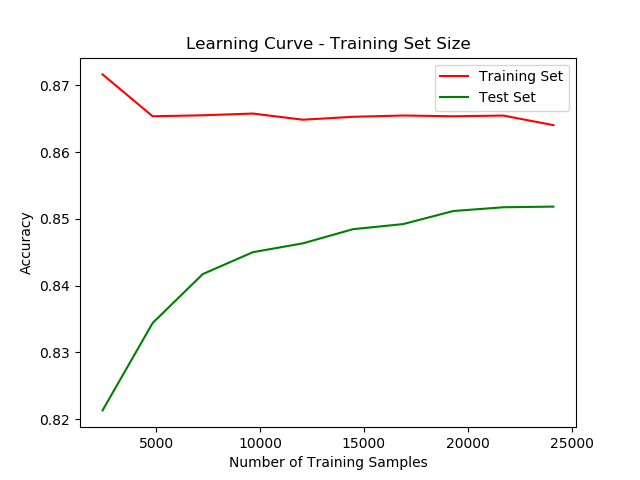 Learning Curve - Training Set Size
Training Set
Test Set
0.87
0.86
0.85
0.84
0.83
0.82
Accuracy
5000
10000
15000
20000
25000
Number of Training Samples